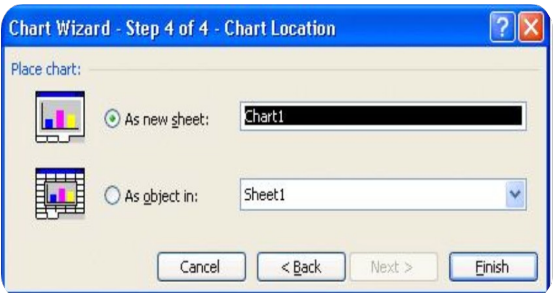 Chart Wizard - Step 4 of 4 - Chart Location
Place chart:
As new sheet: Chart1
As object in: Sheet1
Cancel < Back Next > Finish